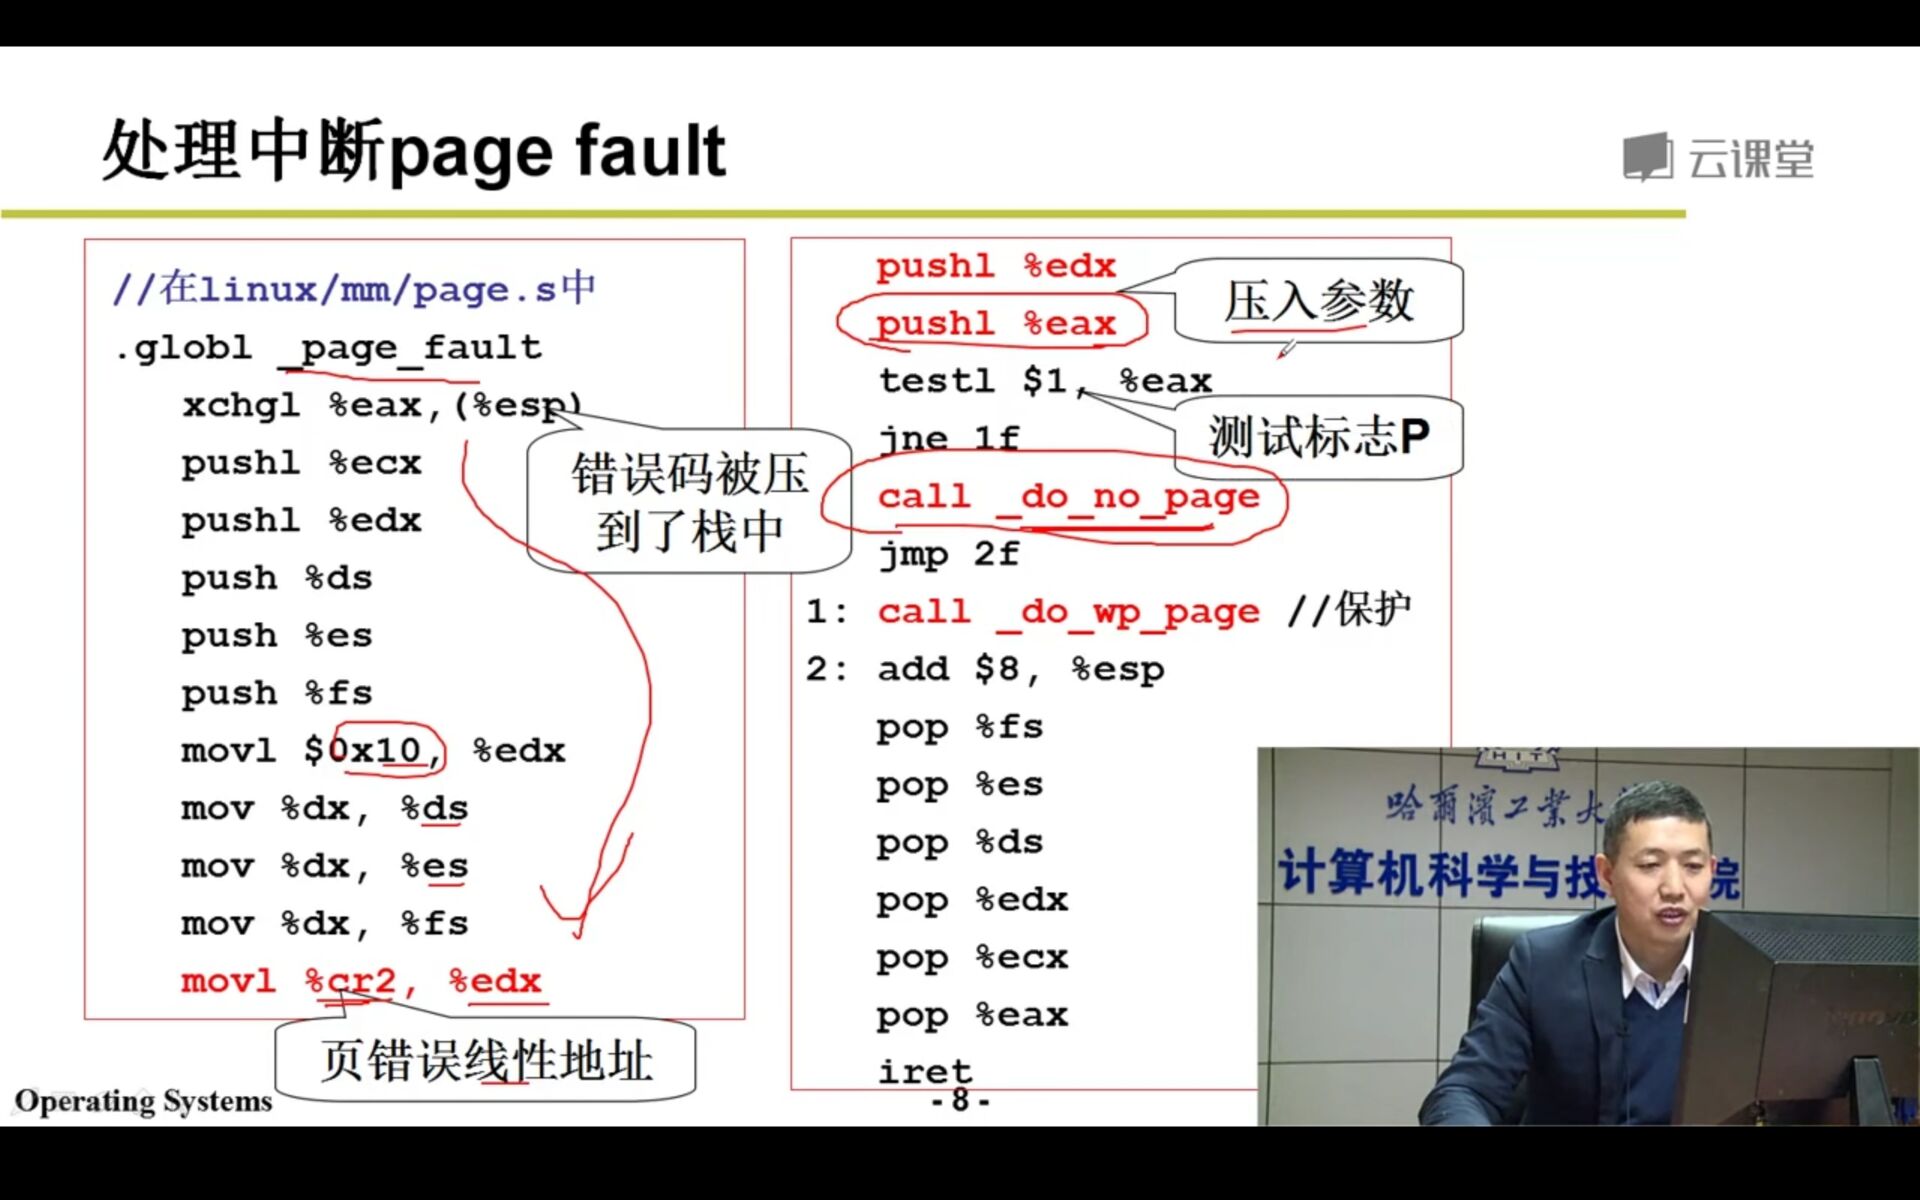 处理中断page fault
云课堂
//在linux/mm/page.s中
.globl _page_fault
xchgl %eax,(%esp)
pushl %ecx
pushl %edx
push %ds
push %es
push %fs
movl $0x10, %edx
mov %dx, %ds
mov %dx, %es
mov %dx, %fs
movl %cr2, %edx
错误码被压
到了栈中
页错误线性地址
pushl %edx
pushl %eax
压入参数
testl $1, %eax
测试标志P
jne 1f
call _do_no_page
jmp 2f
1: call _do_wp_page //保护
2: add $8, %esp
pop %fs
pop %es
pop %ds
pop %edx
pop %ecx
pop %eax
iret
HIT
哈爾濱工業大
计算机科学与技
院
Operating Systems
- 8 -